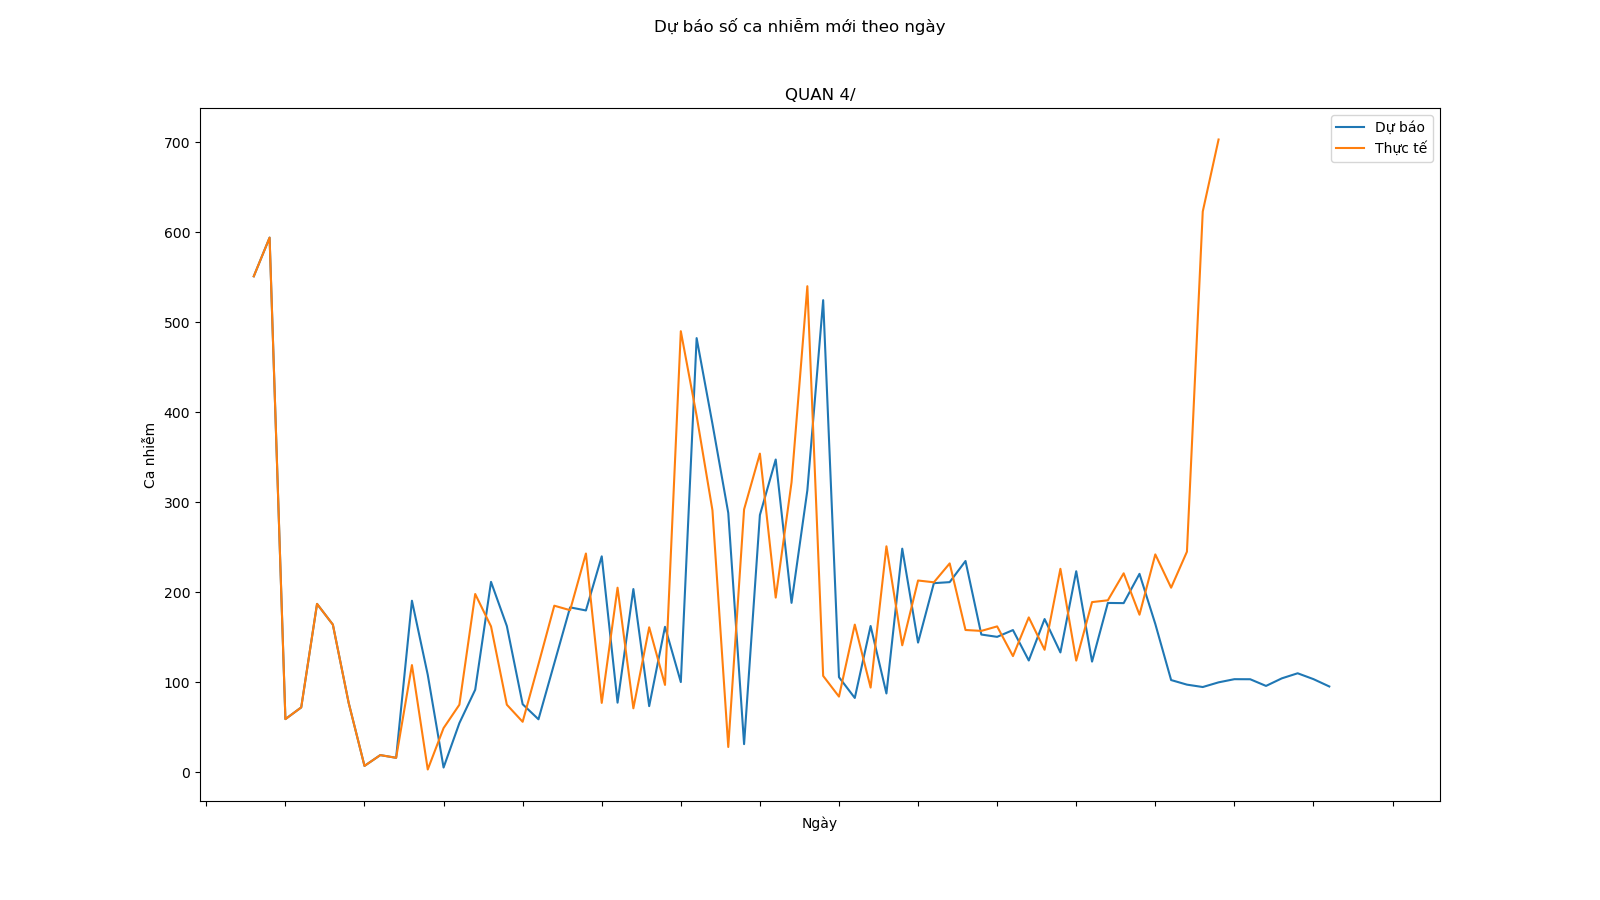 Dự báo số ca nhiễm mới theo ngày
QUAN 4/
Dự báo
Thực tế
700
600
500
400
300
200
100
0
Ca nhiễm
Ngày